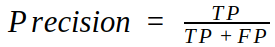 Precision = TP / TP + FP